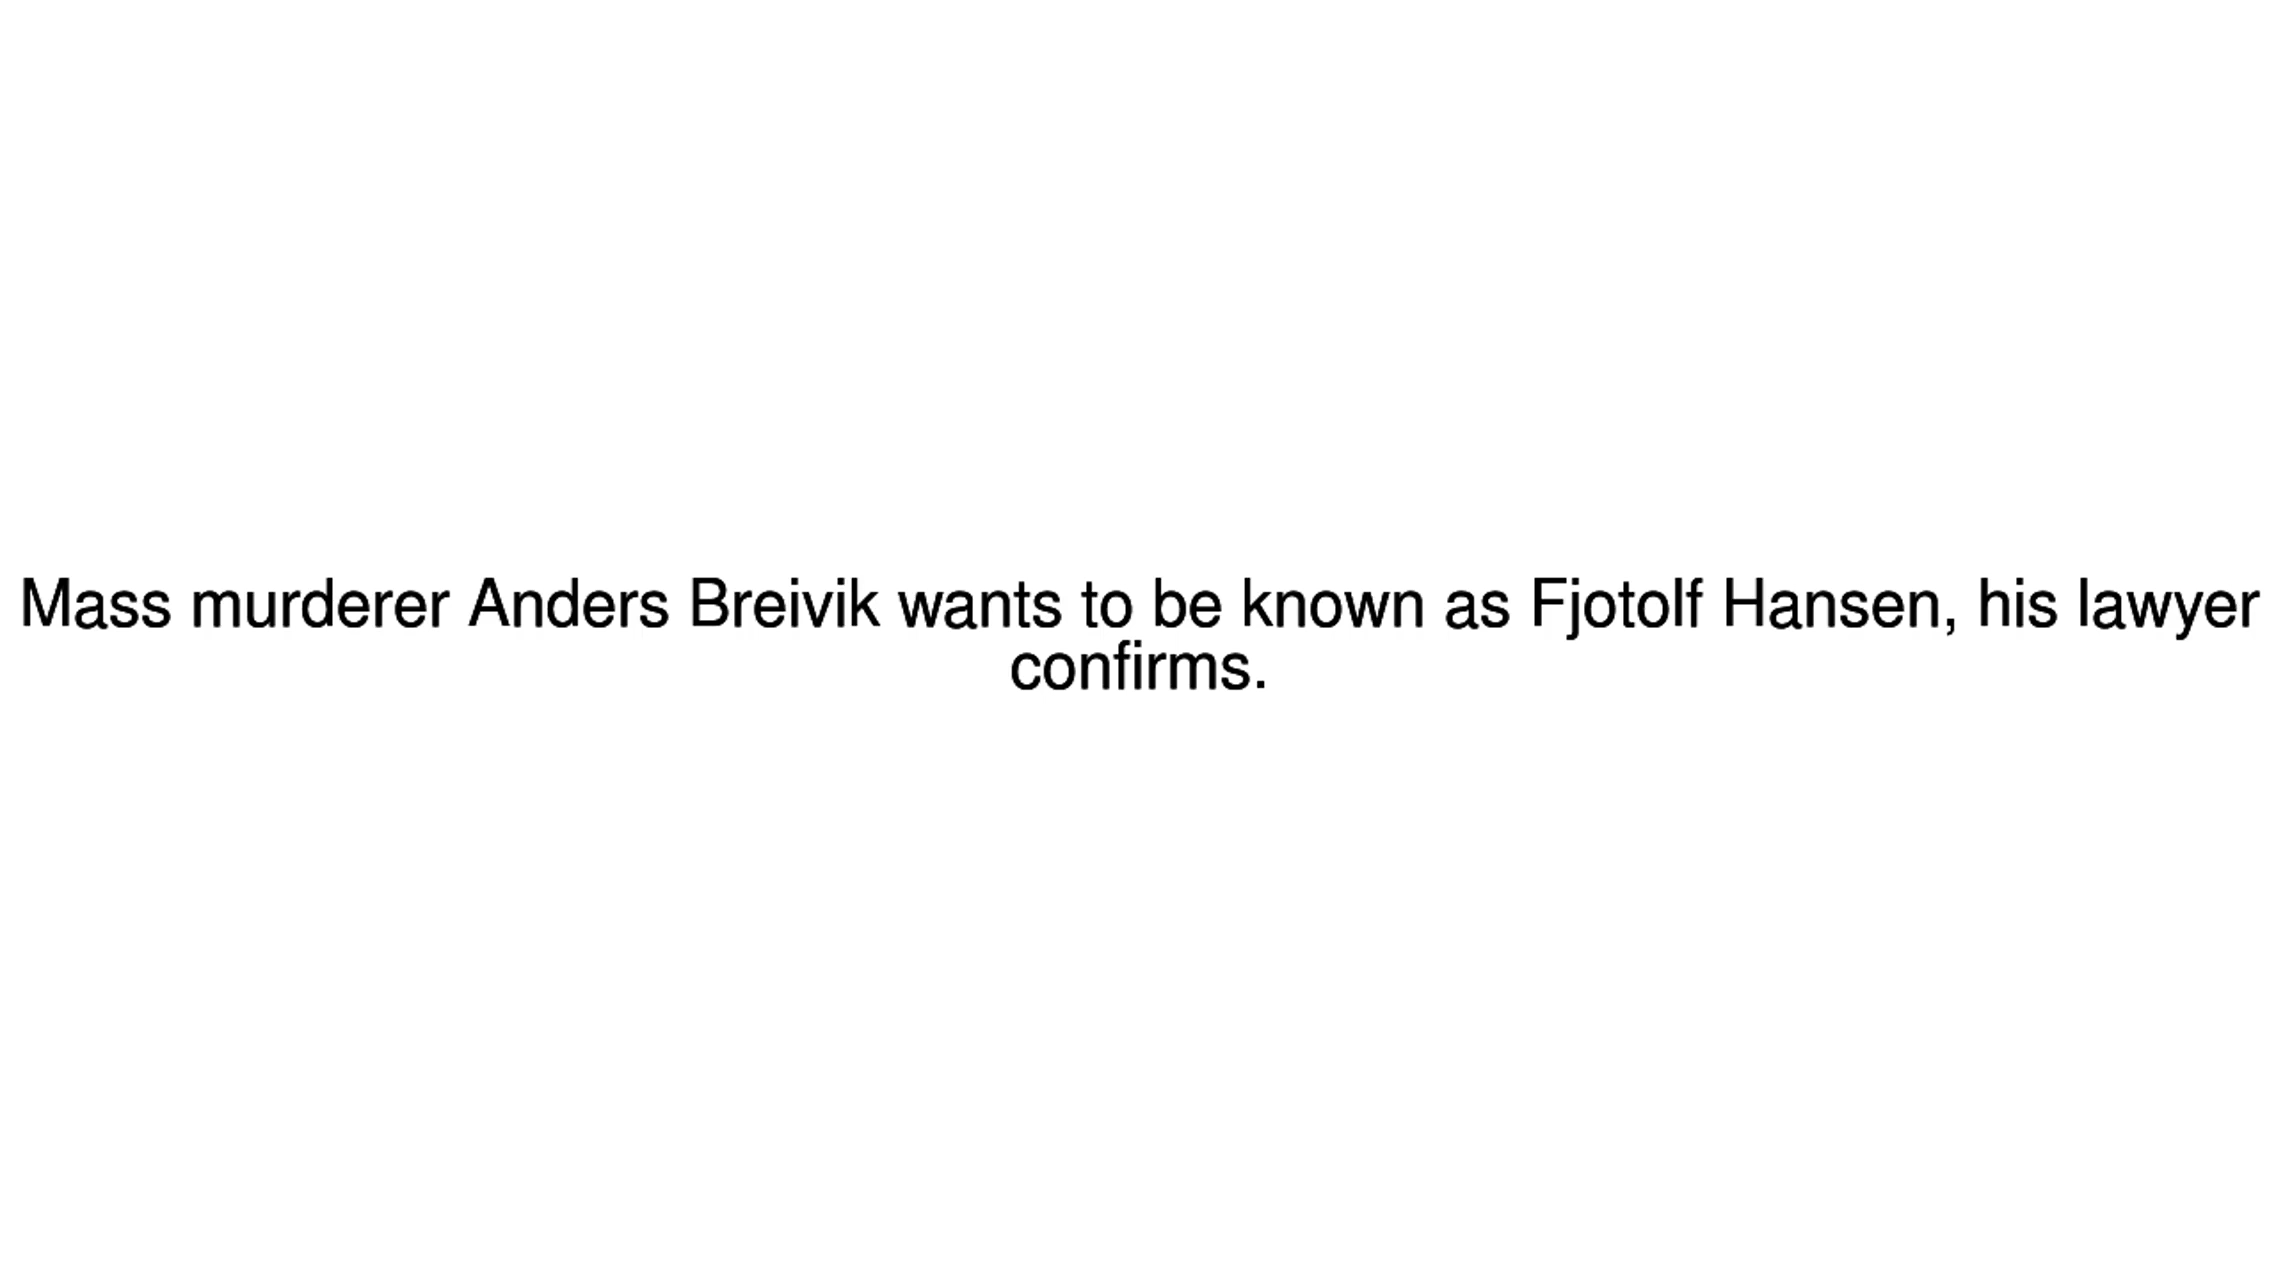 Mass murderer Anders Breivik wants to be known as Fjotolf Hansen, his lawyer
confirms.